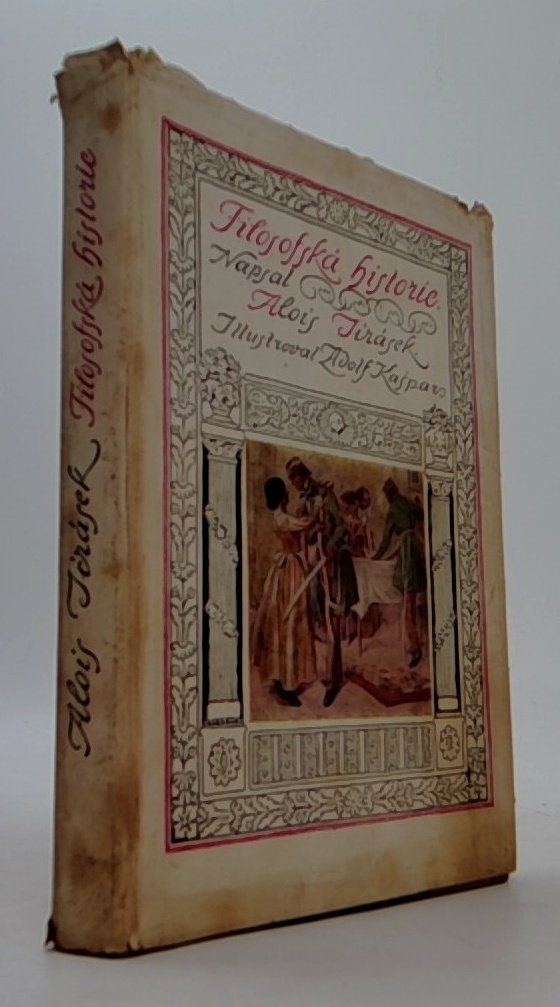 Filosofská historie.
Napsal
Alois Jirásek
Illustroval Adolf Kašpar
Alois Jirásek Filosofská historie